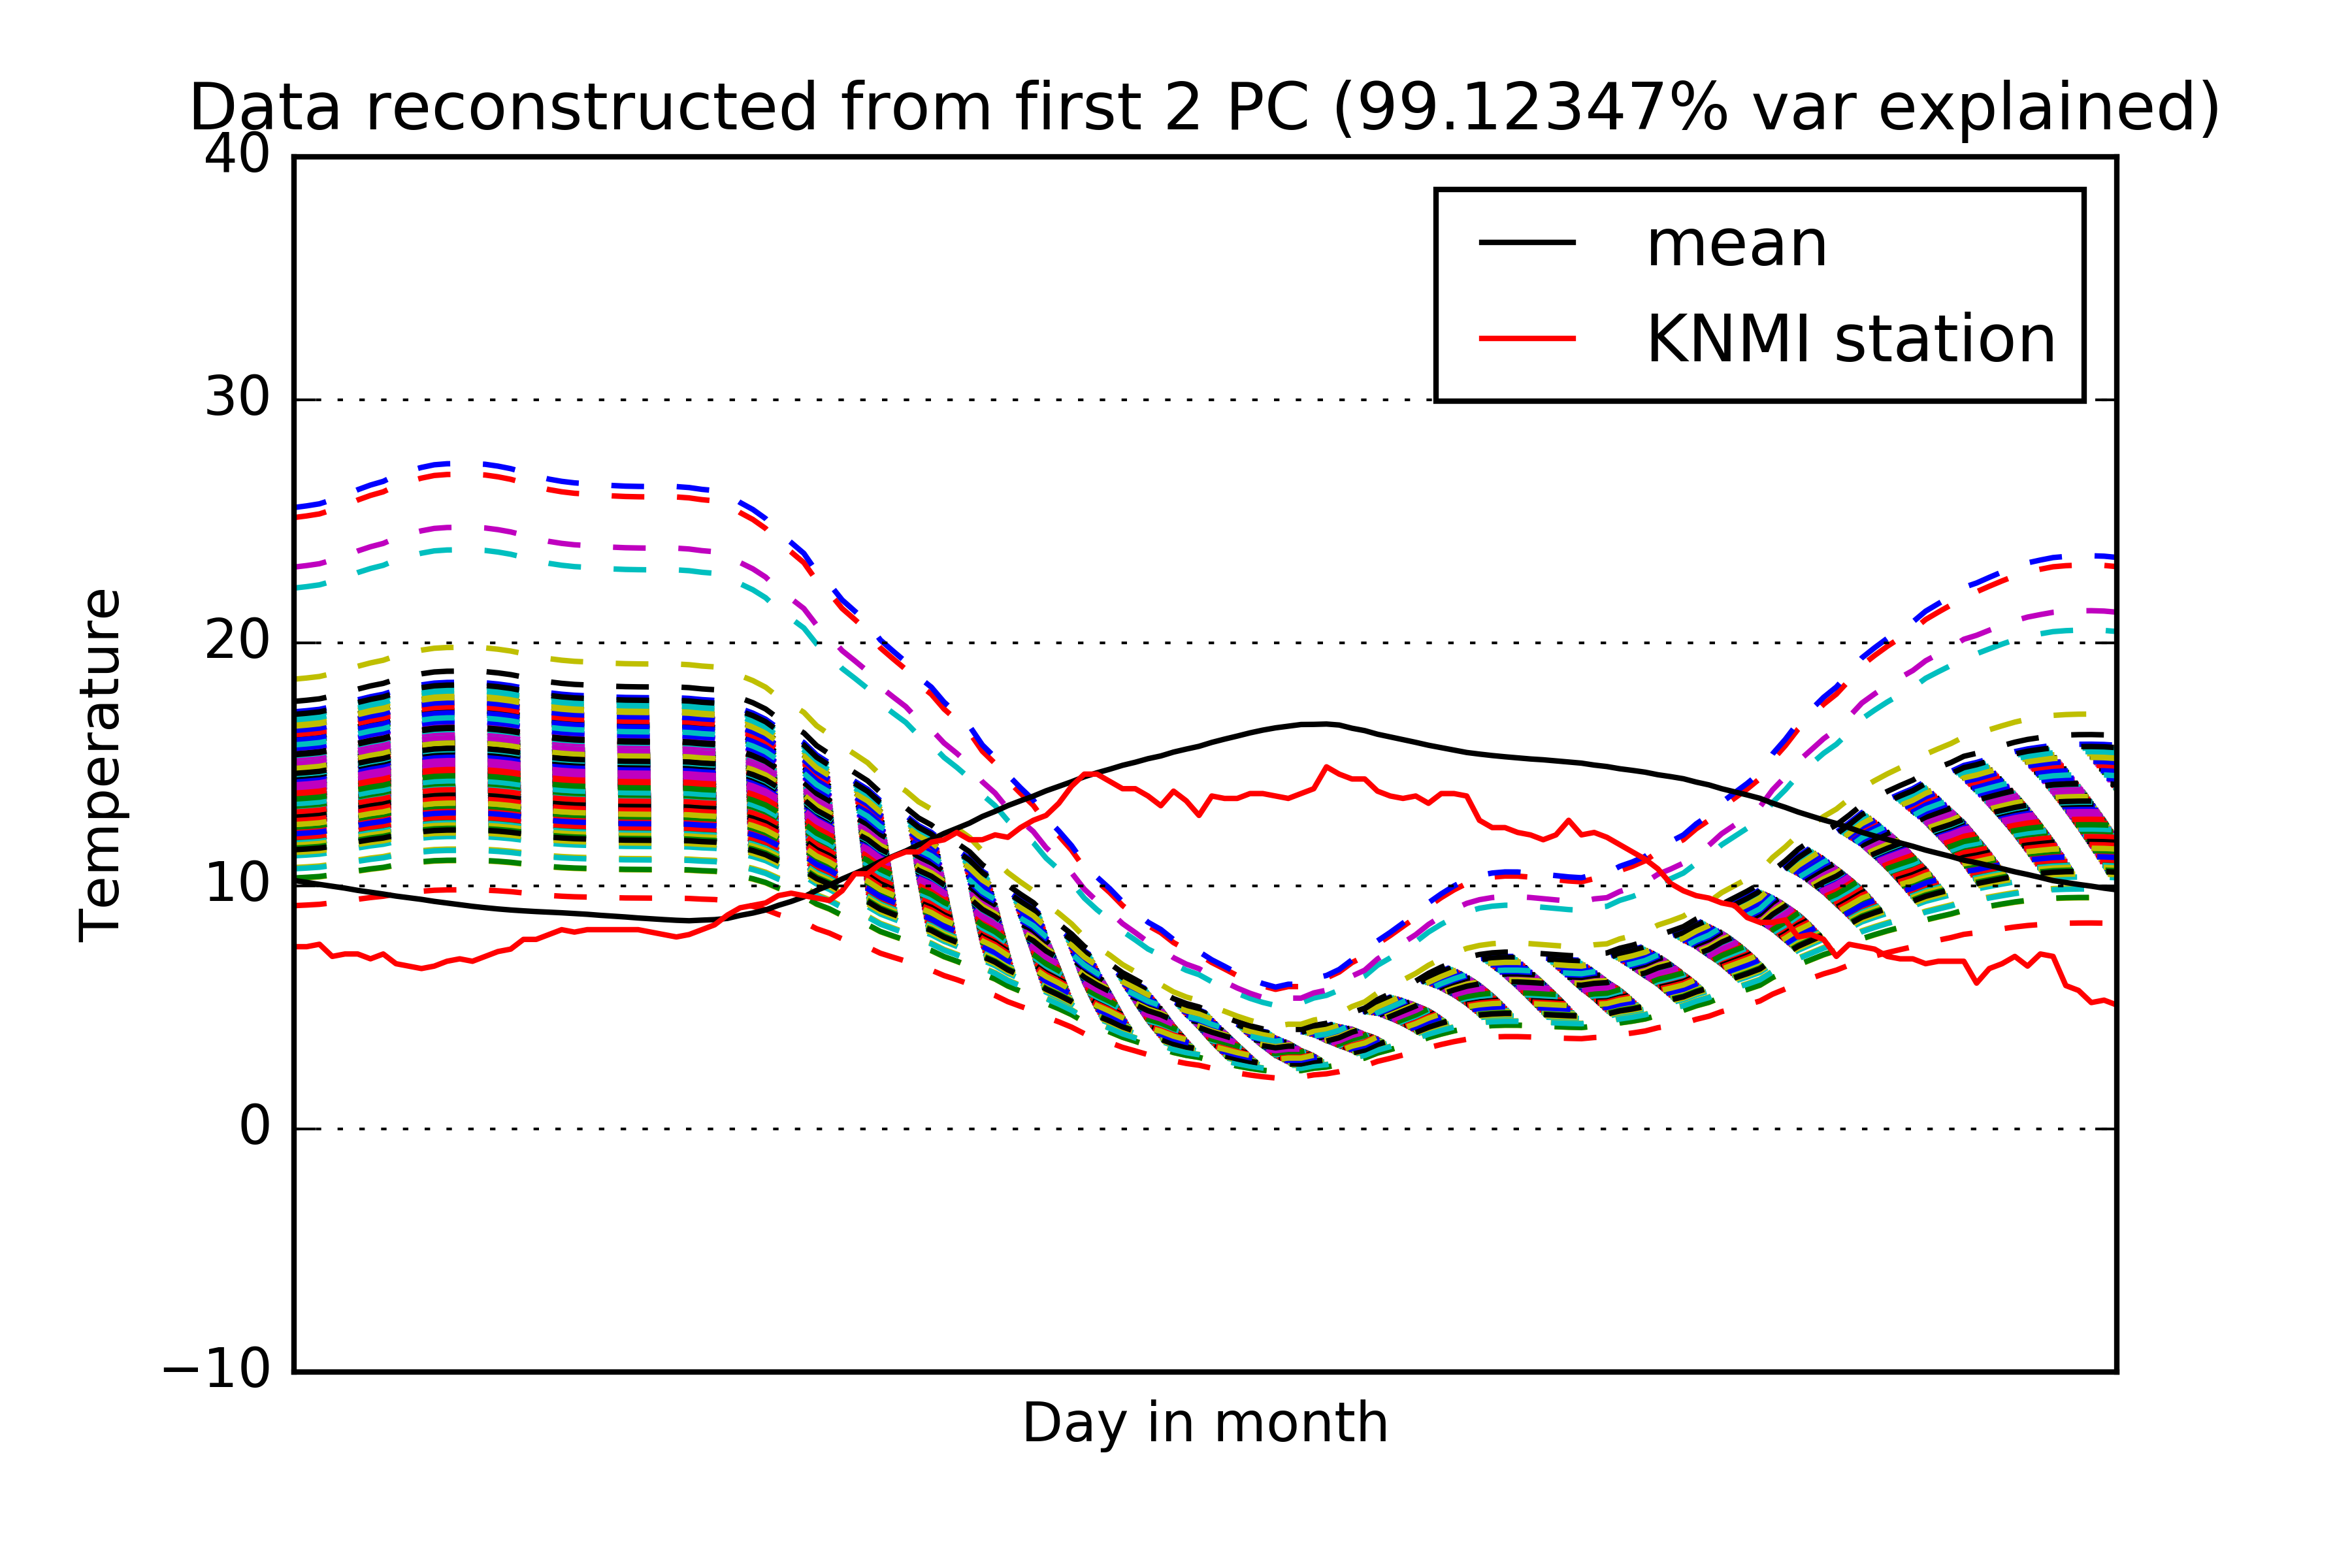 Data reconstructed from first 2 PC (99.12347% var explained)
40
mean
KNMI station
30
20
10
0
−10
Temperature
Day in month